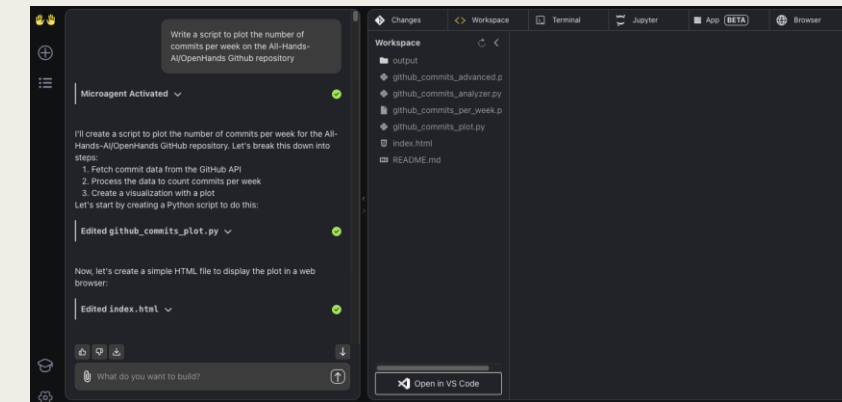 Write a script to plot the number of
commits per week on the All-Hands-
AI/OpenHands Github repository
Microagent Activated
I'll create a script to plot the number of commits per week for the All-
Hands-AI/OpenHands GitHub repository. Let's break this down into
steps:
1. Fetch commit data from the GitHub API
2. Process the data to count commits per week
3. Create a visualization with a plot
Let's start by creating a Python script to do this:
Edited github_commits_plot.py
Now, let's create a simple HTML file to display the plot in a web
browser:
Edited index.html
What do you want to build?
Changes
Workspace
Terminal
Jupyter
App BETA
Browser
Workspace
output
github_commits_advanced.p
github_commits_analyzer.py
github_commits_per_week.p
github_commits_plot.py
index.html
README.md
Open in VS Code